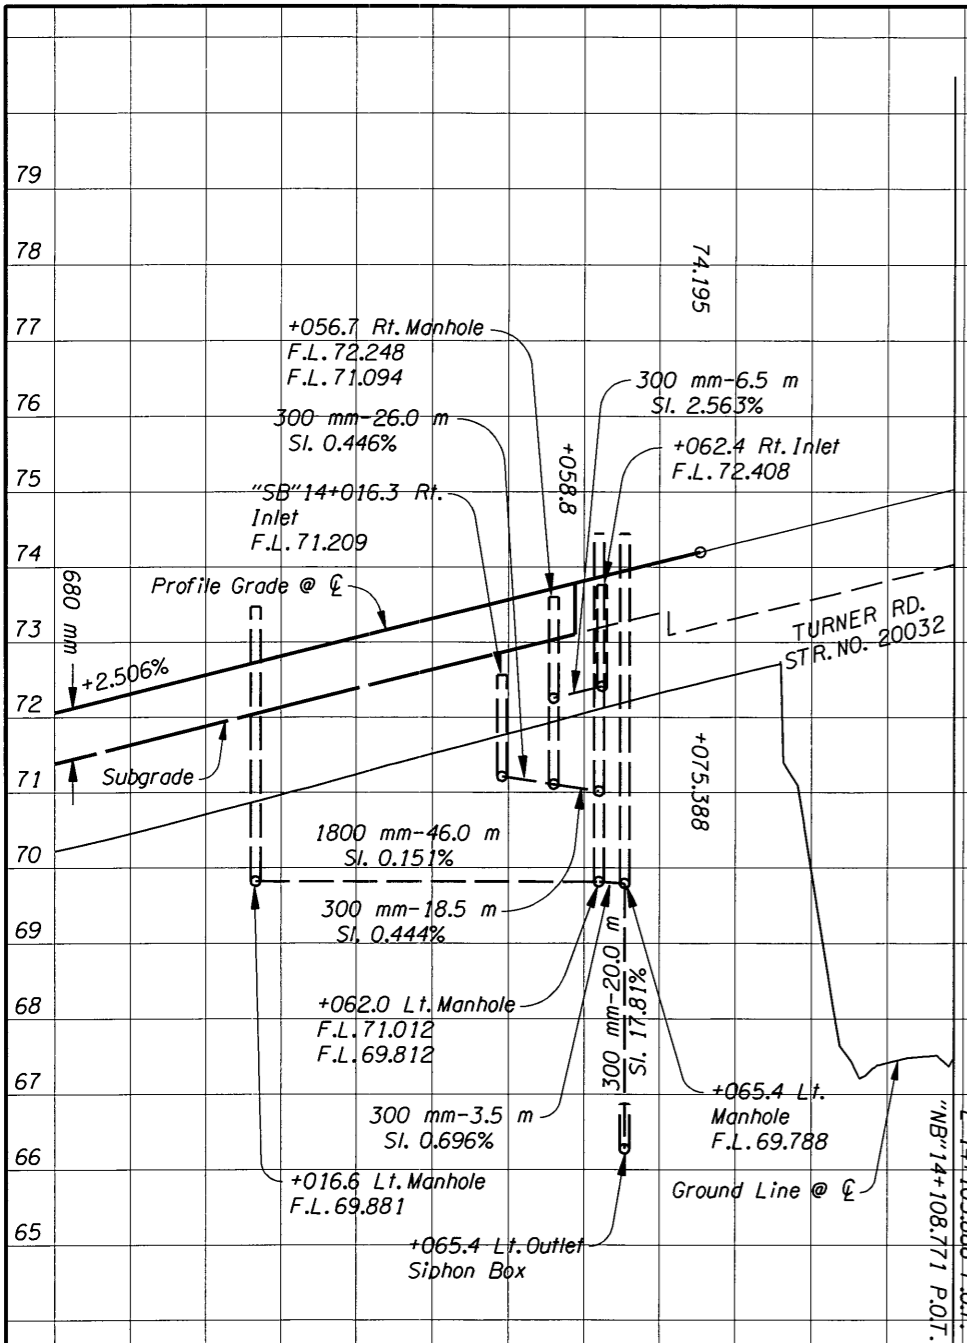 79
78
77
76
75
74
73
72
71
70
69
68
67
66
65
74.195
+056.7 Rt. Manhole
F.L. 72.248
F.L. 71.094
300 mm-6.5 m
Sl. 2.563%
300 mm-26.0 m
Sl. 0.446%
+062.4 Rt. Inlet
F.L. 72.408
+058.8
"SB"14+016.3 Rt.
Inlet
F.L. 71.209
Profile Grade @ ℄
680 mm
+2.506%
TURNER RD.
STR. NO. 20032
Subgrade
+075.388
1800 mm-46.0 m
Sl. 0.151%
300 mm-18.5 m
Sl. 0.444%
300 mm-20.0 m
Sl. 17.81%
+062.0 Lt. Manhole
F.L. 71.012
F.L. 69.812
300 mm-3.5 m
Sl. 0.696%
+065.4 Lt.
Manhole
F.L. 69.788
+016.6 Lt. Manhole
F.L. 69.881
Ground Line @ ℄
+065.4 Lt. Outlet
Siphon Box
"NB"14+108.771 P.O.T.